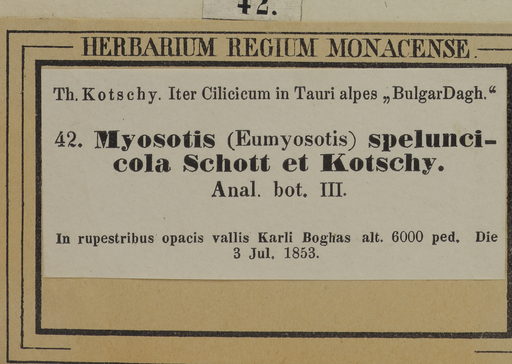 42.
HERBARIUM REGIUM MONACENSE.
Th. Kotschy. Iter Cilicicum in Tauri alpes „BulgarDagh.“
42. Myosotis (Eumyosotis) spelunci-
cola Schott et Kotschy.
Anal. bot. III.
In rupestribus opacis vallis Karli Boghas alt. 6000 ped. Die
3 Jul. 1853.